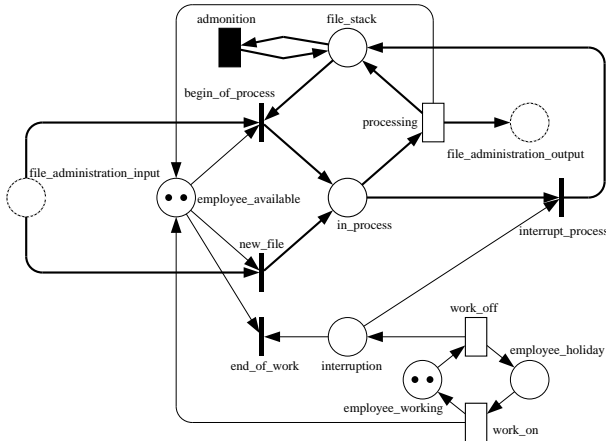 admonition
file_stack
begin_of_process
processing
file_administration_output
file_administration_input
employee_available
in_process
interrupt_process
new_file
work_off
end_of_work
interruption
employee_holiday
employee_working
work_on